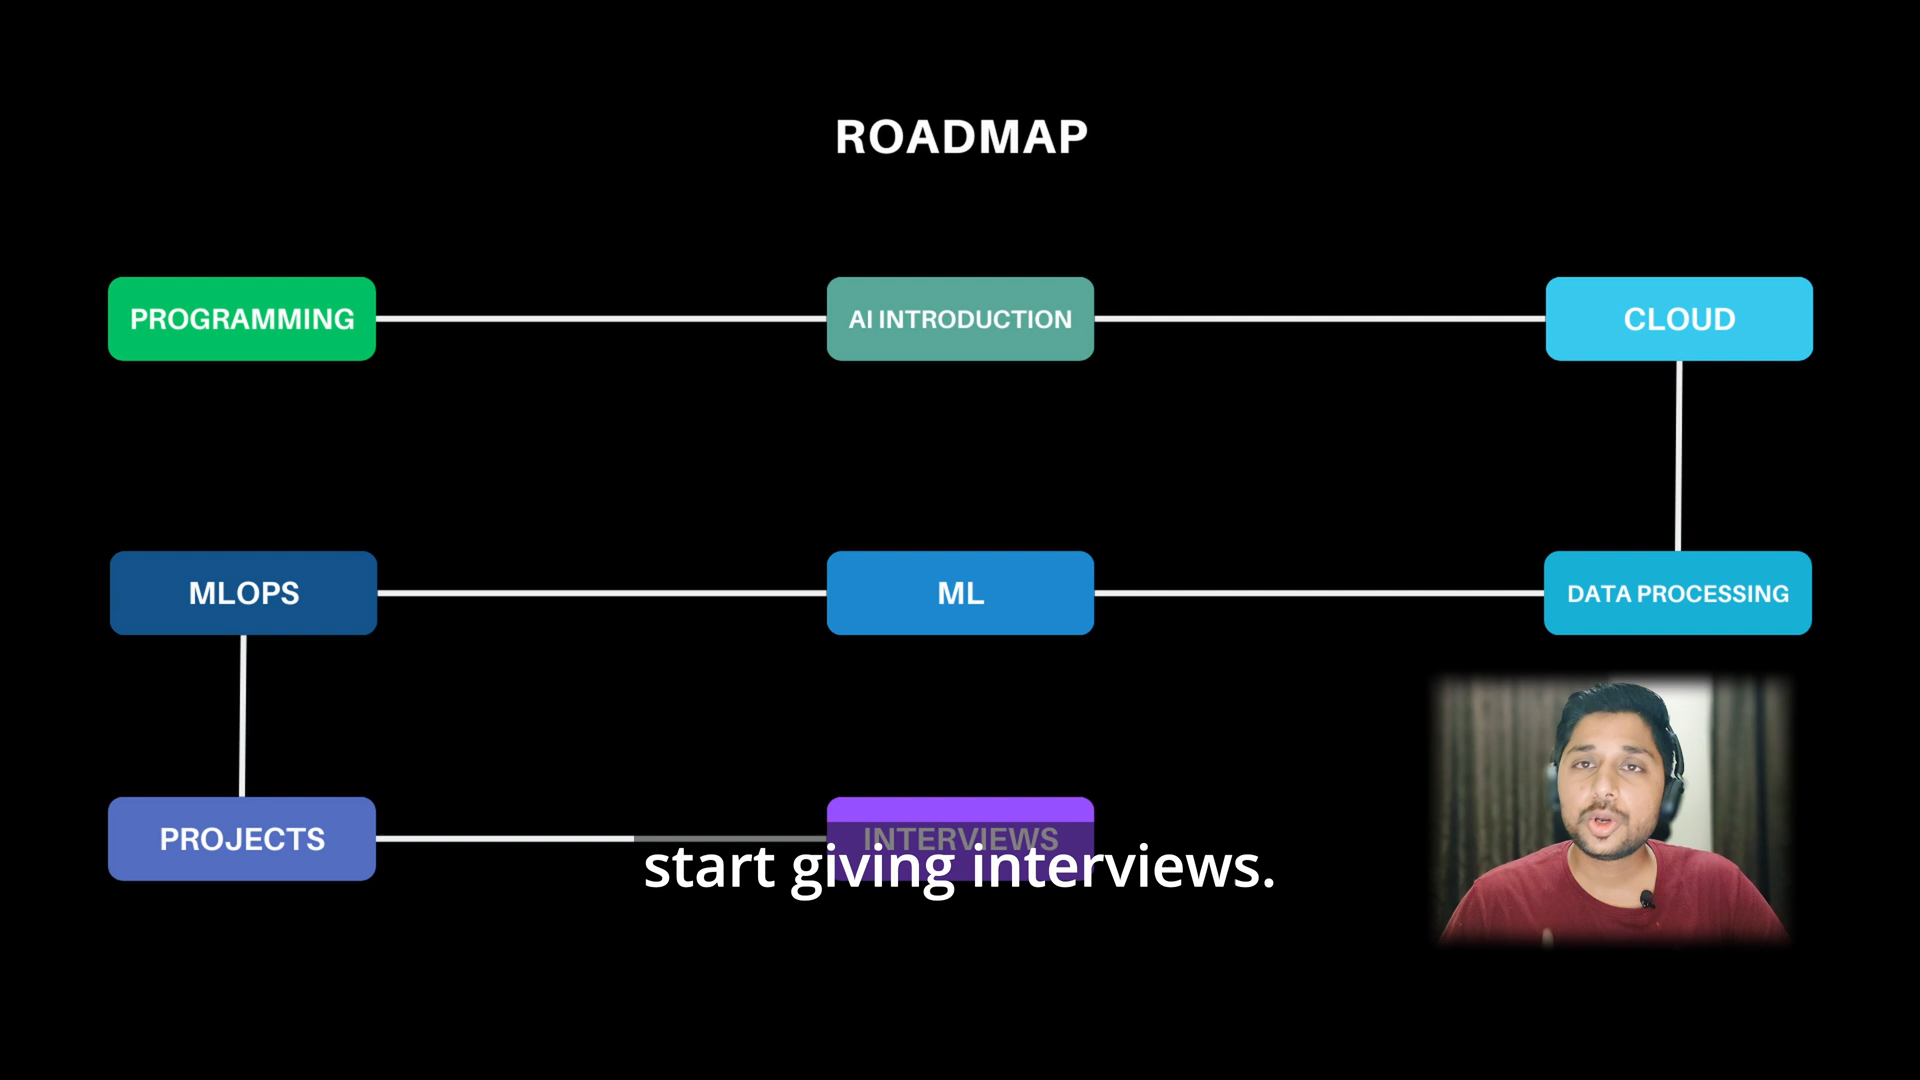 ROADMAP
PROGRAMMING
AI INTRODUCTION
CLOUD
MLOPS
ML
DATA PROCESSING
PROJECTS
INTERVIEWS
start giving interviews.